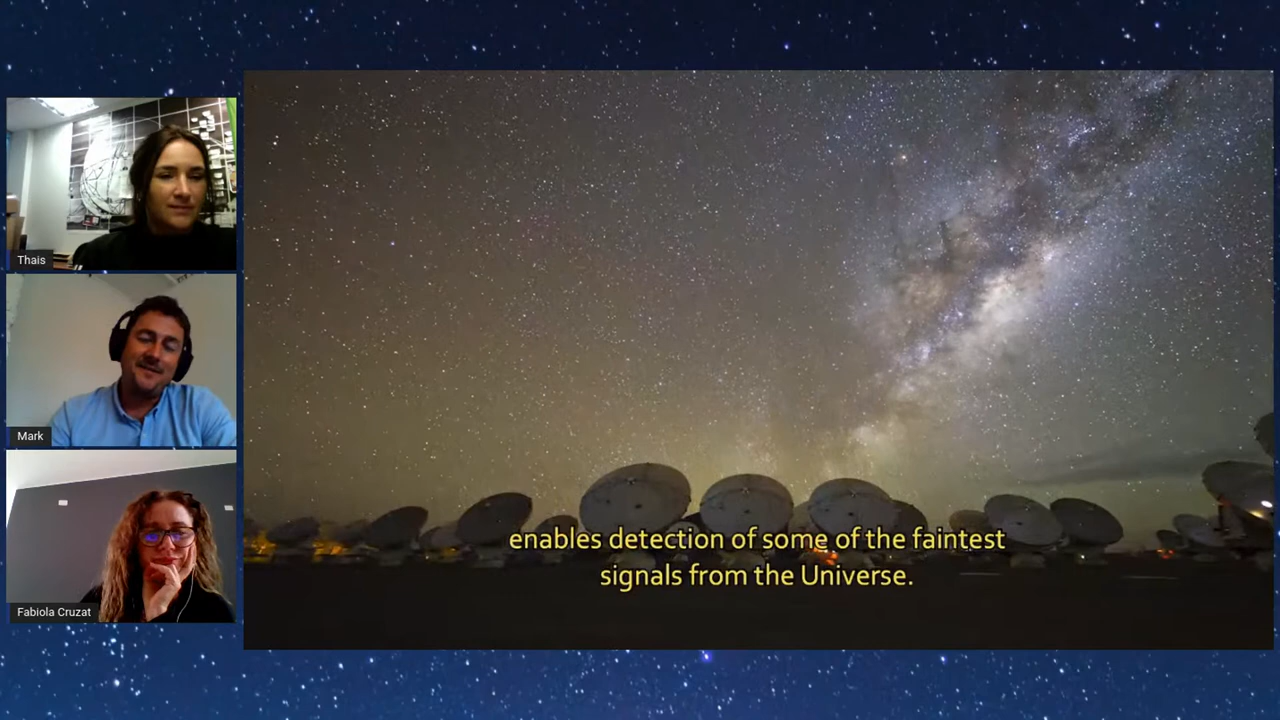 Thais
Mark
Fabiola Cruzat
enables detection of some of the faintest
signals from the Universe.